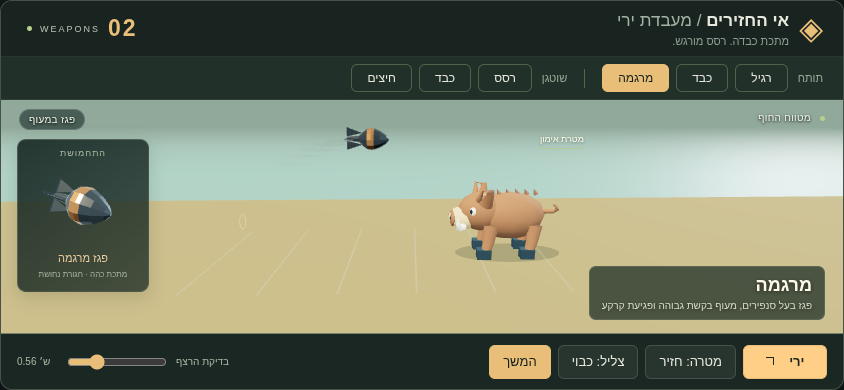 אי החזירים / מעבדת ירי
מתכת כבדה. רסס מורגש.
WEAPONS 02
תותח
רגיל
כבד
מרגמה
שוטגן
רסס
כבד
חיצים
מטווח החוף
מטרת אימון
פגז במעוף
התחמושת
פגז מרגמה
מתכת כהה · חגורת נחושת
מרגמה
פגז בעל סנפירים, מעוף בקשת גבוהה ופגיעת קרקע
ירי
מטרה: חזיר
צליל: כבוי
המשך
בדיקת הרצף
0.56 ש׳